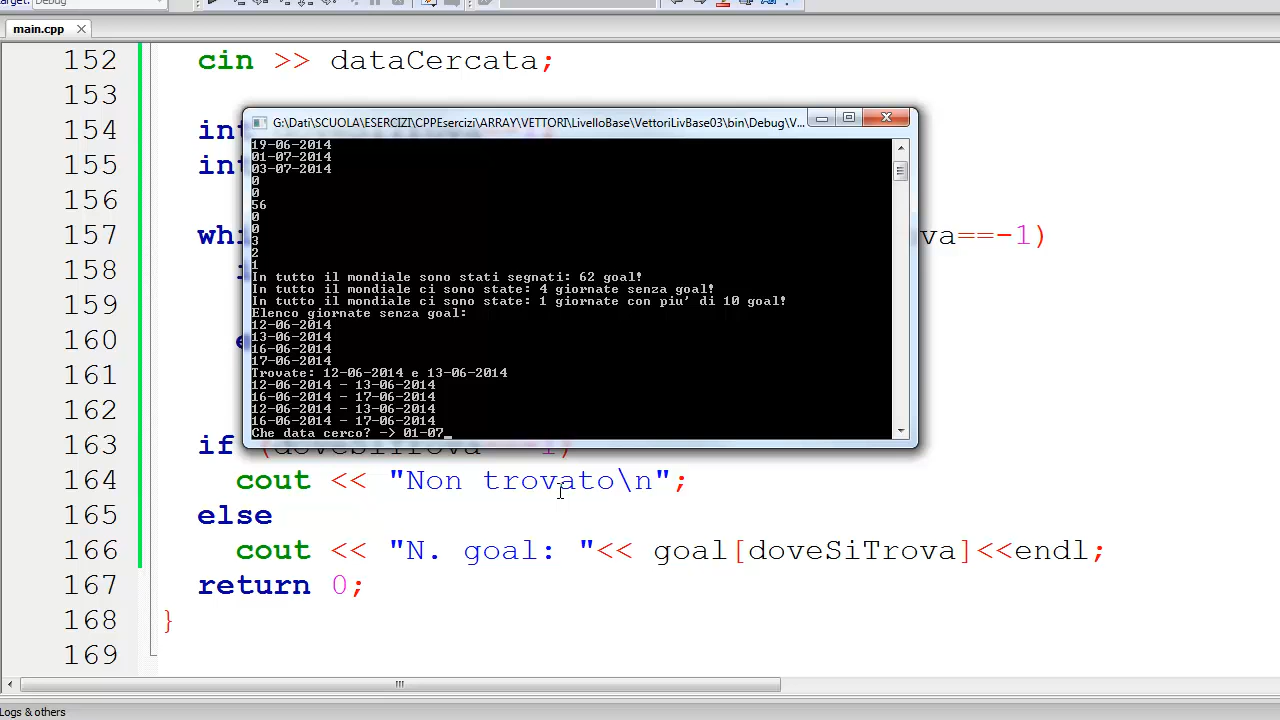 arget: Debug
main.cpp
152 cin >> dataCercata;
153
154 int
155 int
156
157 whi va==-1)
158 i
159
160 e
161
162
163 if (doveSiTrova==-1)
164 cout << "Non trovato\n";
165 else
166 cout << "N. goal: "<< goal[doveSiTrova]<<endl;
167 return 0;
168 }
169
G:\Dati\SCUOLA\ESERCIZI\CPPEsercizi\ARRAY\VETTORI\LivelloBase\VettoriLivBase03\bin\Debug\V...
19-06-2014
01-07-2014
03-07-2014
0
0
56
0
0
3
2
1
In tutto il mondiale sono stati segnati: 62 goal!
In tutto il mondiale ci sono state: 4 giornate senza goal!
In tutto il mondiale ci sono state: 1 giornate con piu' di 10 goal!
Elenco giornate senza goal:
12-06-2014
13-06-2014
16-06-2014
17-06-2014
Trovate: 12-06-2014 e 13-06-2014
12-06-2014 - 13-06-2014
16-06-2014 - 17-06-2014
12-06-2014 - 13-06-2014
16-06-2014 - 17-06-2014
Che data cerco? -> 01-07_
Logs & others